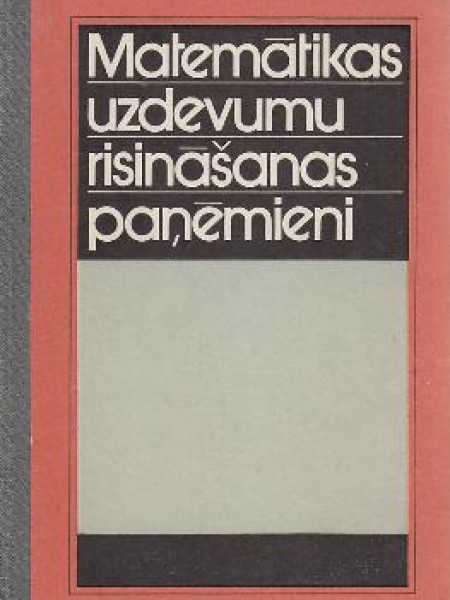 Matemātikas
uzdevumu
risināšanas
paņēmieni